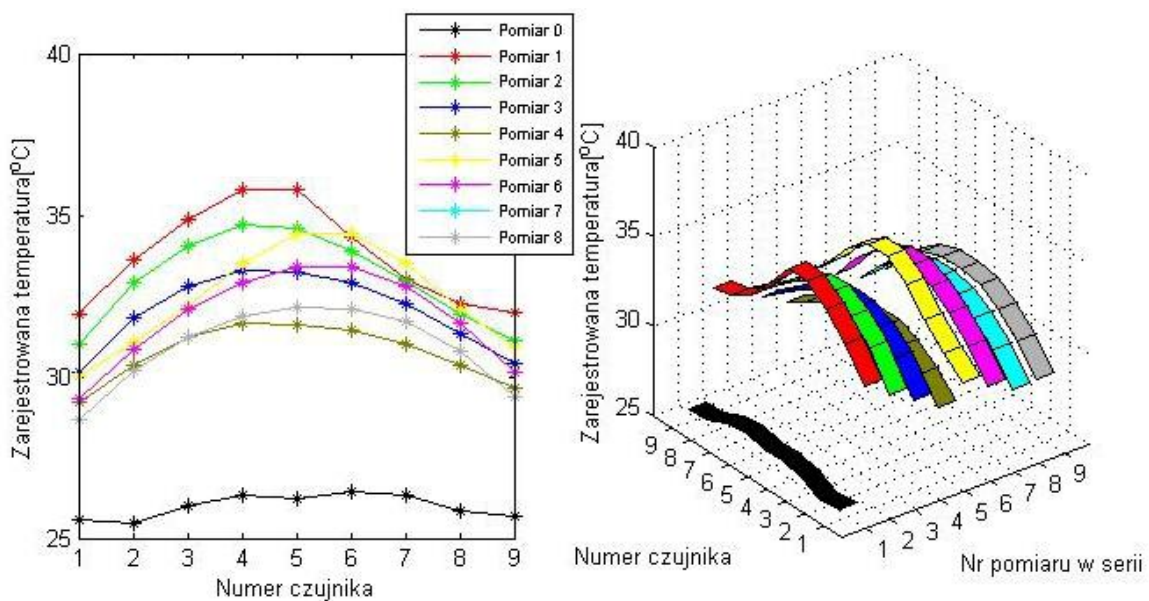 Pomiar 0
Pomiar 1
Pomiar 2
Pomiar 3
Pomiar 4
Pomiar 5
Pomiar 6
Pomiar 7
Pomiar 8
Zarejestrowana temperatura[ºC]
40
35
30
25
1 2 3 4 5 6 7 8 9
Numer czujnika
Zarejestrowana temperatura[ºC]
40
35
30
25
9 8 7 6 5 4 3 2 1
Numer czujnika
1 2 3 4 5 6 7 8 9
Nr pomiaru w serii